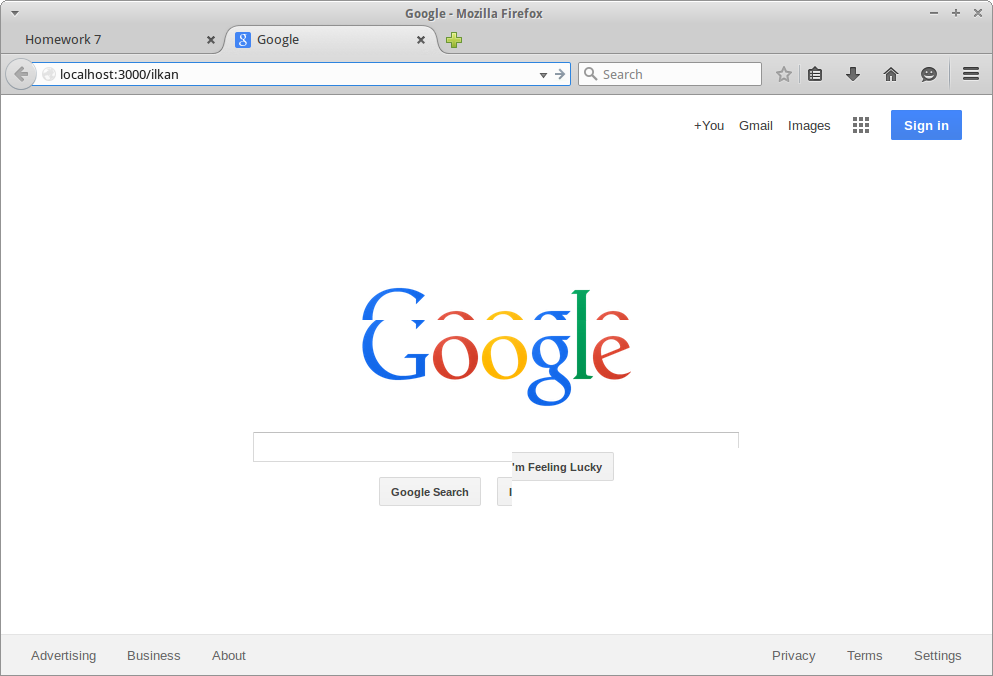 Google - Mozilla Firefox
Homework 7
Google
localhost:3000/ilkan
Search
+You Gmail Images Sign in
Google
'm Feeling Lucky
Google Search I
Advertising Business About Privacy Terms Settings